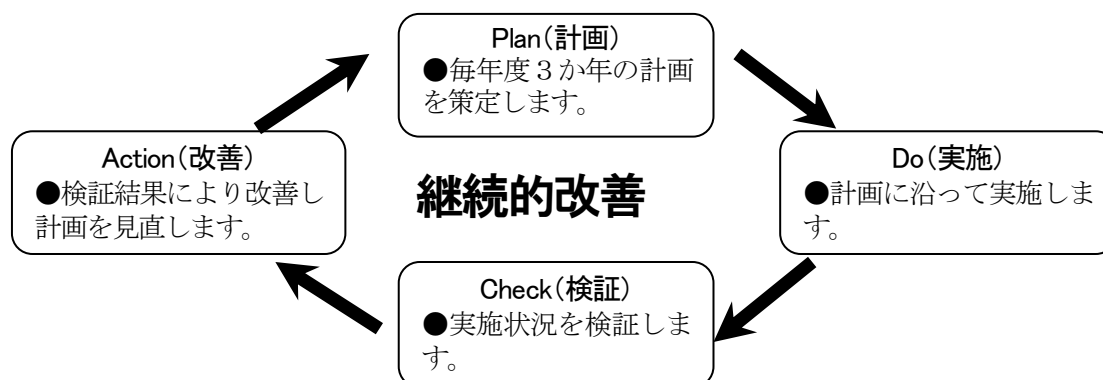 Plan(計画)
●毎年度３か年の計画
を策定します。
Action(改善)
●検証結果により改善し
計画を見直します。
継続的改善
Do(実施)
●計画に沿って実施しま
す。
Check(検証)
●実施状況を検証しま
す。